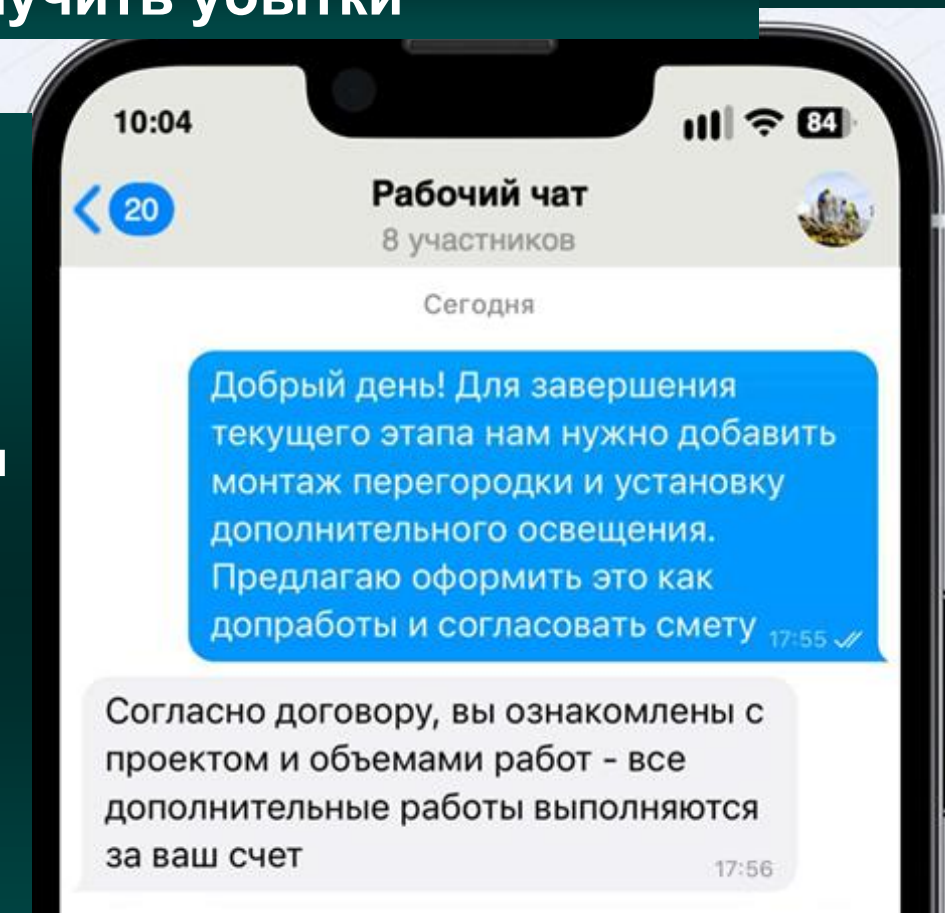 убытки
10:04
84
20
Рабочий чат
8 участников
Сегодня
Добрый день! Для завершения
текущего этапа нам нужно добавить
монтаж перегородки и установку
дополнительного освещения.
Предлагаю оформить это как
допработы и согласовать смету
17:55
Согласно договору, вы ознакомлены с
проектом и объемами работ - все
дополнительные работы выполняются
за ваш счет
17:56